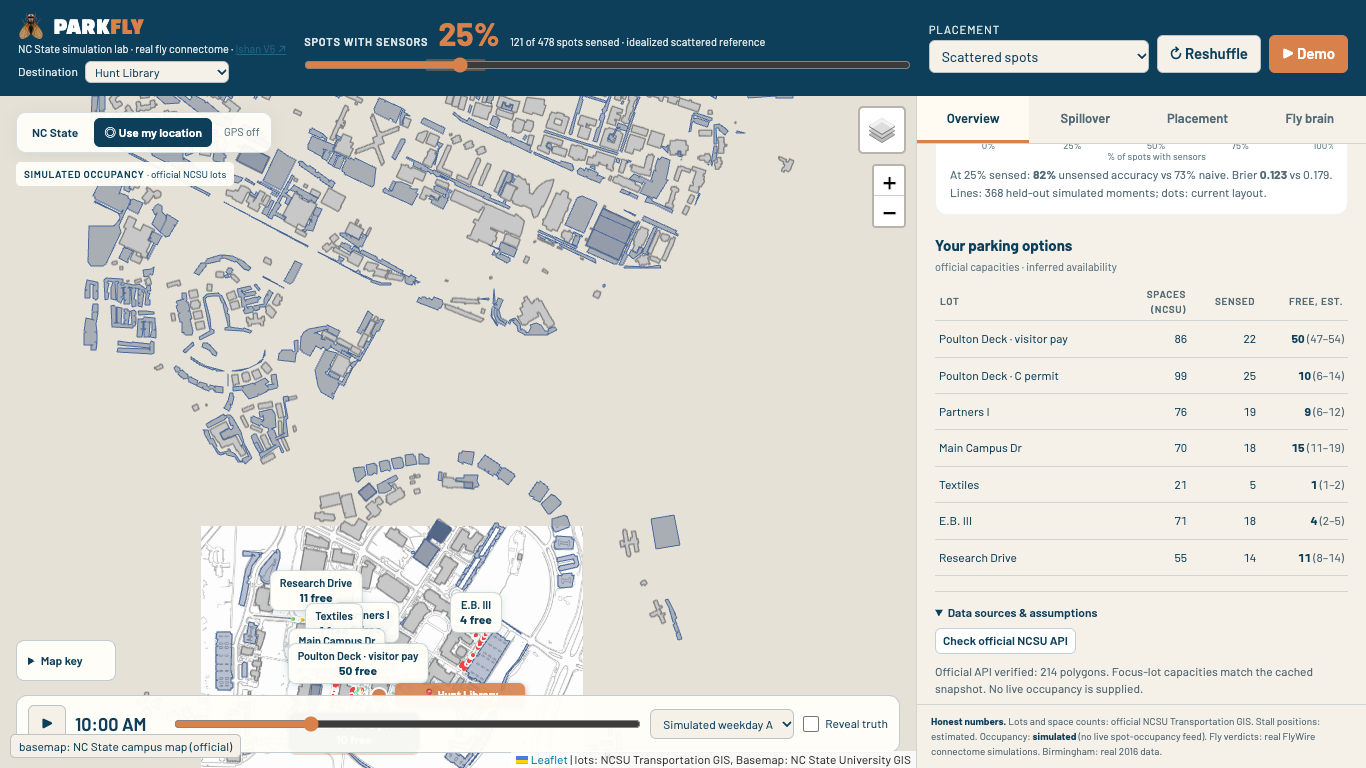 PARKFLY
NC State simulation lab · real fly connectome · Ishan V6 ↗
Destination Hunt Library
SPOTS WITH SENSORS 25% 121 of 478 spots sensed · idealized scattered reference
PLACEMENT
Scattered spots
↻ Reshuffle
Demo
NC State
Use my location
GPS off
SIMULATED OCCUPANCY · official NCSU lots
+
−
Research Drive
11 free
Textiles
ners I
Main Campus Dr
Poulton Deck · visitor pay
50 free
E.B. III
4 free
Hunt Library
10 free
Map key
10:00 AM
Simulated weekday A
Reveal truth
basemap: NC State campus map (official)
Leaflet | lots: NCSU Transportation GIS, Basemap: NC State University GIS
Overview Spillover Placement Fly brain
0% 25% 50% 75% 100%
% of spots with sensors
At 25% sensed: 82% unsensed accuracy vs 73% naive. Brier 0.123 vs 0.179.
Lines: 368 held-out simulated moments; dots: current layout.
Your parking options
official capacities · inferred availability
LOT SPACES (NCSU) SENSED FREE, EST.
Poulton Deck · visitor pay 86 22 50 (47–54)
Poulton Deck · C permit 99 25 10 (6–14)
Partners I 76 19 9 (6–12)
Main Campus Dr 70 18 15 (11–19)
Textiles 21 5 1 (1–2)
E.B. III 71 18 4 (2–5)
Research Drive 55 14 11 (8–14)
Data sources & assumptions
Check official NCSU API
Official API verified: 214 polygons. Focus-lot capacities match the cached
snapshot. No live occupancy is supplied.
Honest numbers. Lots and space counts: official NCSU Transportation GIS. Stall positions:
estimated. Occupancy: simulated (no live spot-occupancy feed). Fly verdicts: real FlyWire
connectome simulations. Birmingham: real 2016 data.